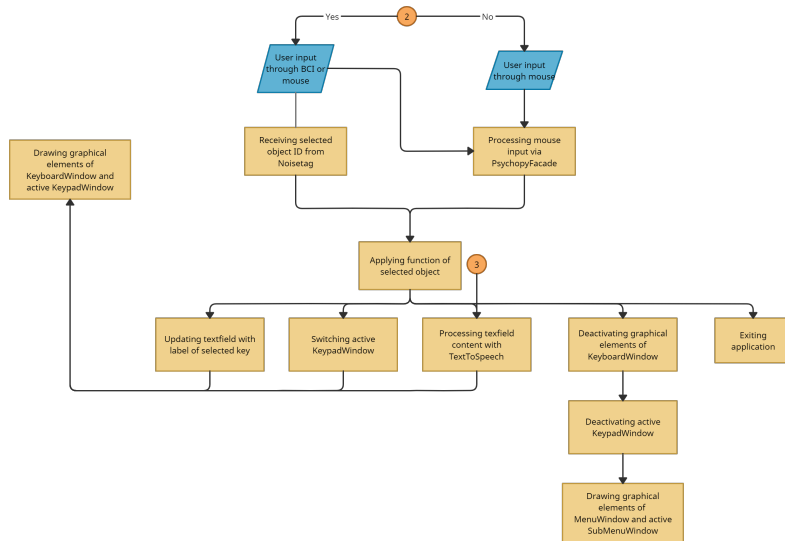 Yes
2
No
User input
through BCI or
mouse
User input
through mouse
Receiving selected
object ID from
Noisetag
Processing mouse
input via
PsychopyFacade
Drawing graphical
elements of
KeyboardWindow and
active KeypadWindow
Applying function of
selected object
3
Updating textfield with
label of selected key
Switching active
KeypadWindow
Processing texfield
content with
TextToSpeech
Deactivating graphical
elements of
KeyboardWindow
Exiting
application
Deactivating active
KeypadWindow
Drawing graphical
elements of
MenuWindow and active
SubMenuWindow